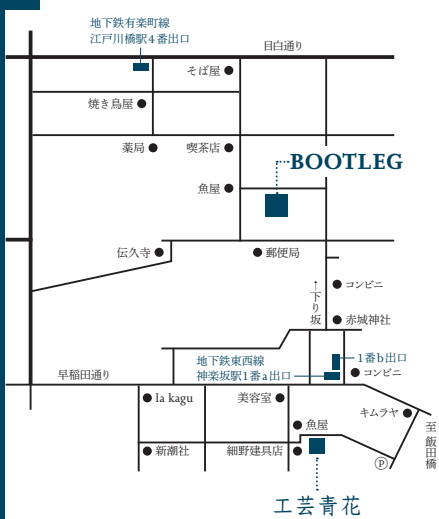 地下鉄有楽町線
江戸川橋駅4番出口
目白通り
そば屋
焼き鳥屋
薬局
喫茶店
BOOTLEG
魚屋
伝久寺
郵便局
コンビニ
←下り坂
赤城神社
地下鉄東西線
神楽坂駅1番a出口
1番b出口
コンビニ
早稲田通り
la kagu
美容室
キムラヤ
魚屋
至飯田橋
新潮社
細野建具店
P
工芸青花